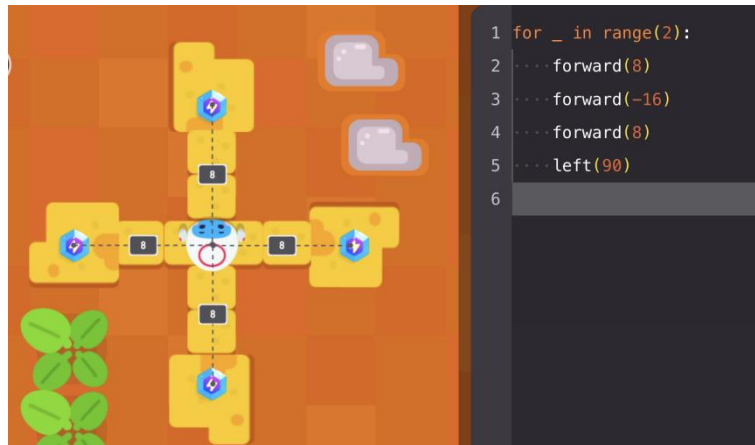 8
8
8
8
1 for _ in range(2):
2 ····forward(8)
3 ····forward(-16)
4 ····forward(8)
5 ····left(90)
6